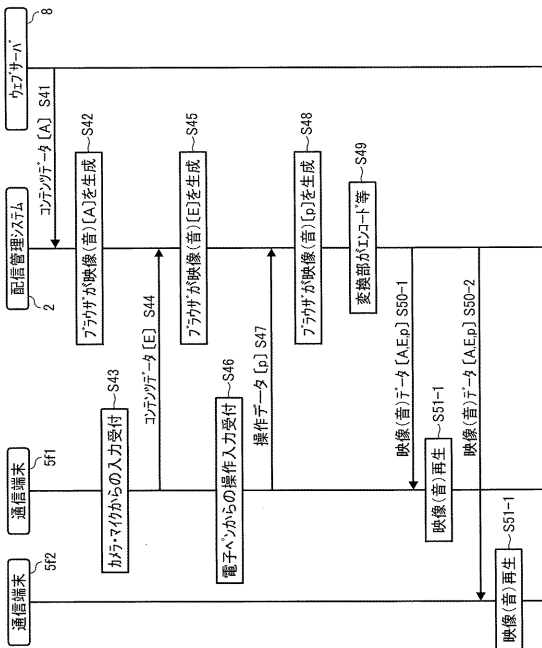 通信端末
5f2
通信端末
5f1
配信管理システム
2
ウェブサーバ
8
コンテンツデータ [A] S41
ブラウザが映像(音)[A]を生成
S42
カメラ・マイクからの入力受付
S43
コンテンツデータ [E] S44
ブラウザが映像(音)[E]を生成
S45
電子ペンからの操作入力受付
S46
操作データ [p] S47
ブラウザが映像(音)[p]を生成
S48
変換部がエンコード等
S49
映像(音)データ [A,E,p] S50-1
映像(音)再生
S51-1
映像(音)データ [A,E,p] S50-2
映像(音)再生
S51-1